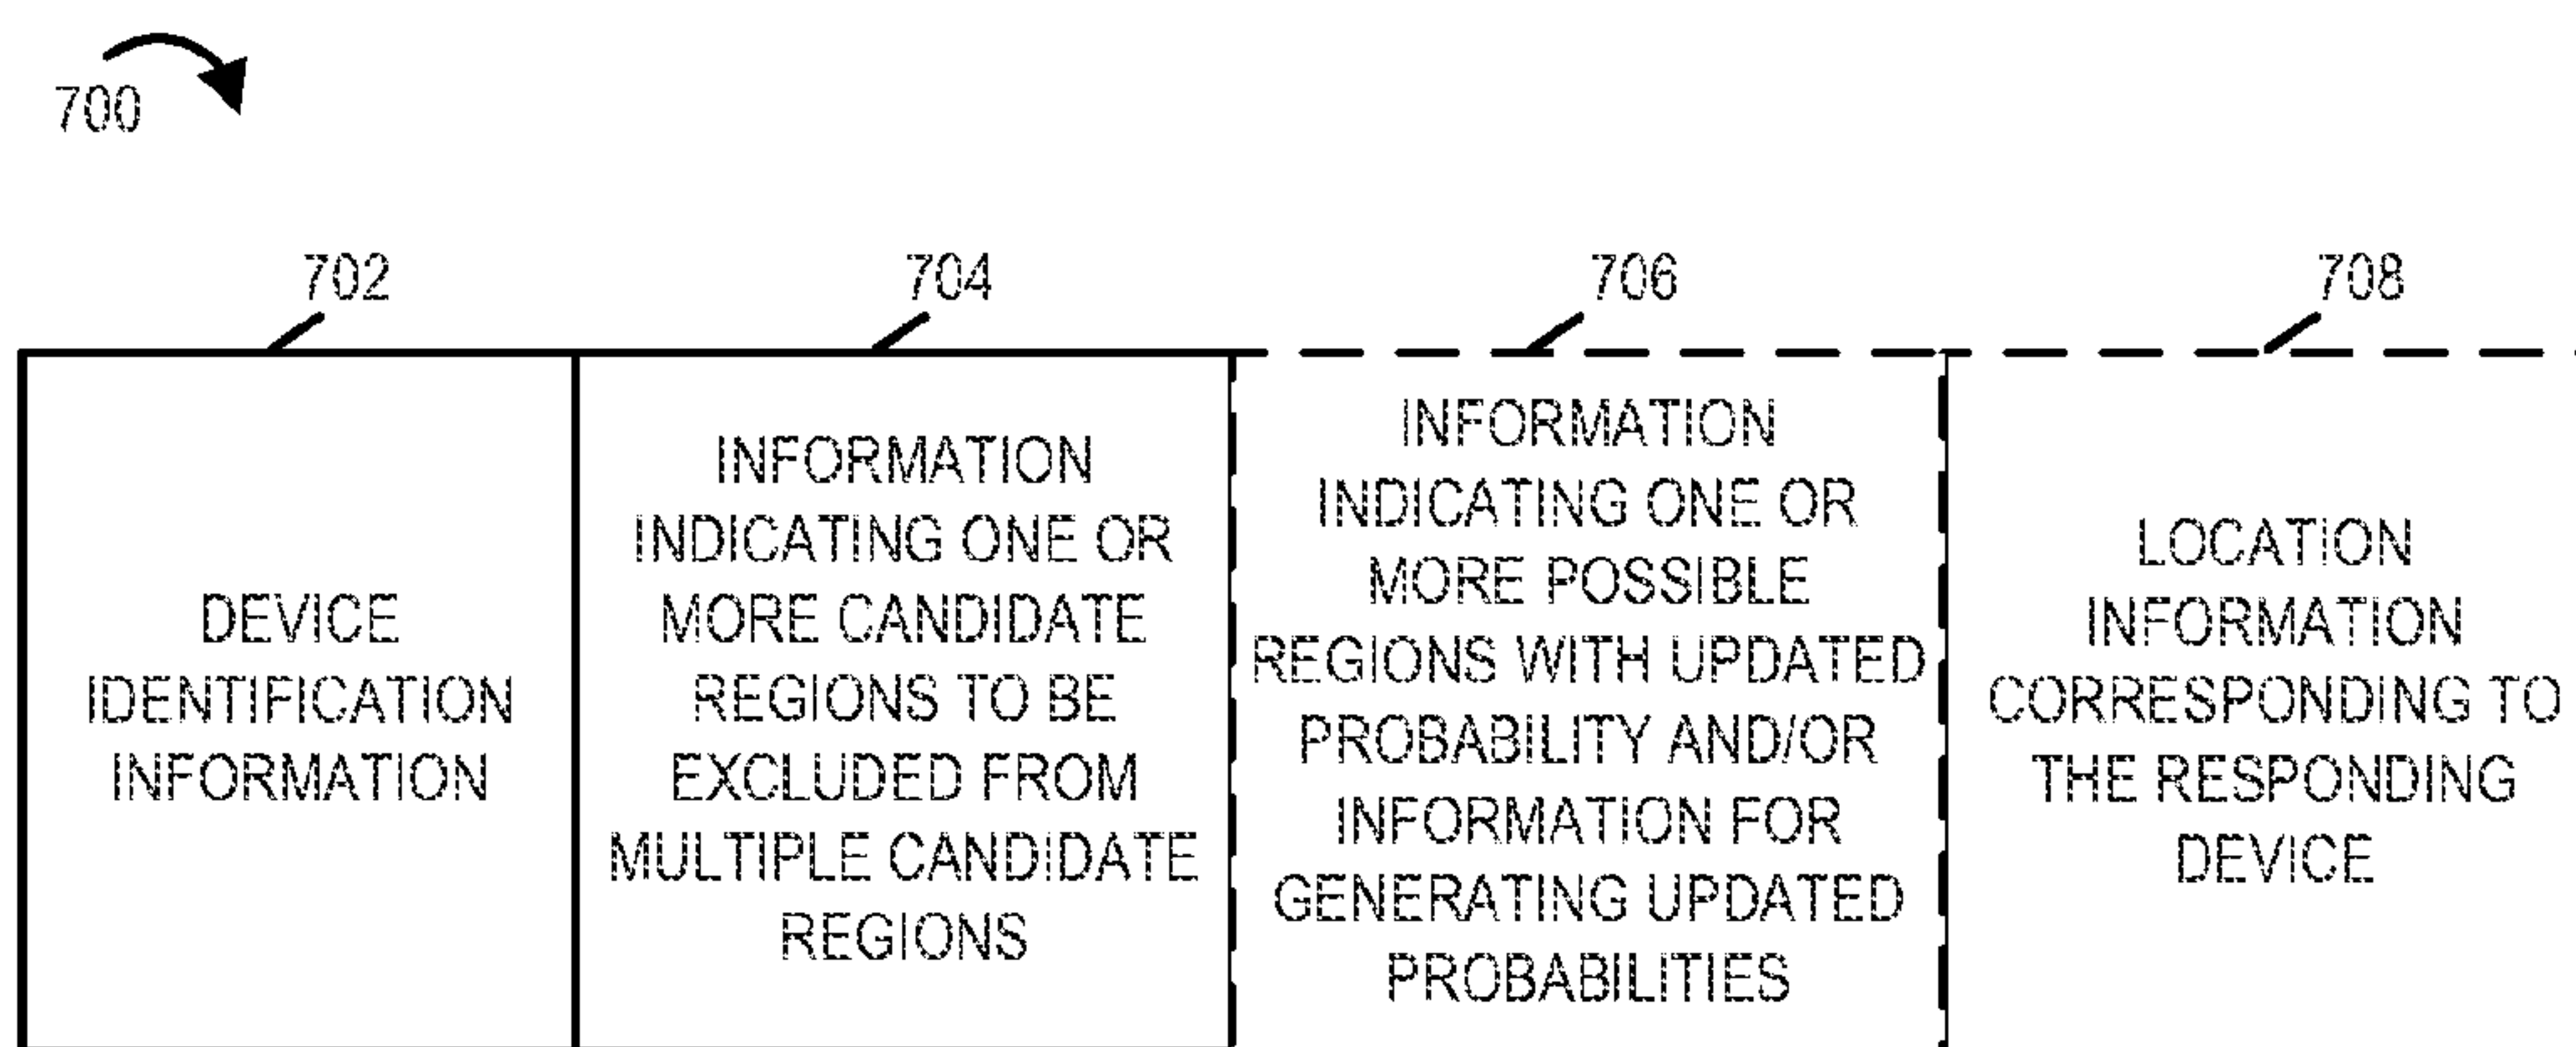 700
702
704
706
708
DEVICE
IDENTIFICATION
INFORMATION
INFORMATION
INDICATING ONE OR
MORE CANDIDATE
REGIONS TO BE
EXCLUDED FROM
MULTIPLE CANDIDATE
REGIONS
INFORMATION
INDICATING ONE OR
MORE POSSIBLE
REGIONS WITH UPDATED
PROBABILITY AND/OR
INFORMATION FOR
GENERATING UPDATED
PROBABILITIES
LOCATION
INFORMATION
CORRESPONDING TO
THE RESPONDING
DEVICE